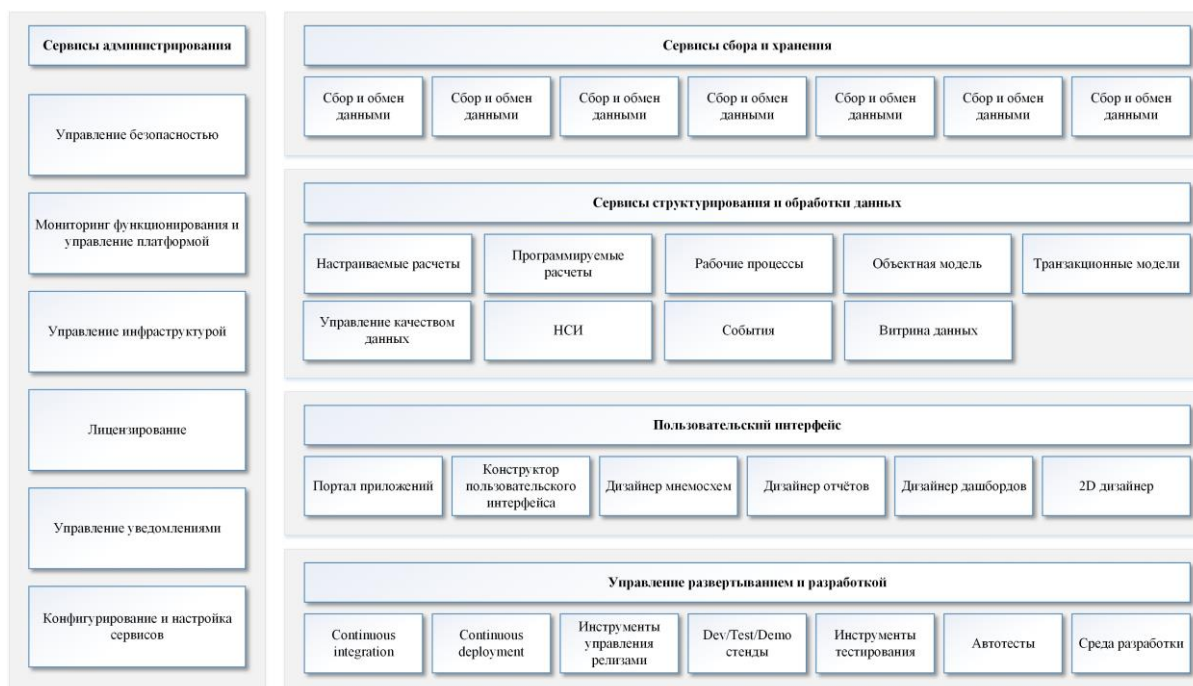 Сервисы администрирования
Управление безопасностью
Мониторинг функционирования и
управление платформой
Управление инфраструктурой
Лицензирование
Управление уведомлениями
Конфигурирование и настройка
сервисов
Сервисы сбора и хранения
Сбор и обмен
данными
Сбор и обмен
данными
Сбор и обмен
данными
Сбор и обмен
данными
Сбор и обмен
данными
Сбор и обмен
данными
Сбор и обмен
данными
Сервисы структурирования и обработки данных
Настраиваемые расчеты
Программируемые
расчеты
Рабочие процессы
Объектная модель
Транзакционные модели
Управление качеством
данных
НСИ
События
Витрина данных
Пользовательский интерфейс
Портал приложений
Конструктор
пользовательского
интерфейса
Дизайнер мнемосхем
Дизайнер отчётов
Дизайнер дашбордов
2D дизайнер
Управление развертыванием и разработкой
Continuous
integration
Continuous
deployment
Инструменты
управления
релизами
Dev/Test/Demo
стенды
Инструменты
тестирования
Автотесты
Среда разработки